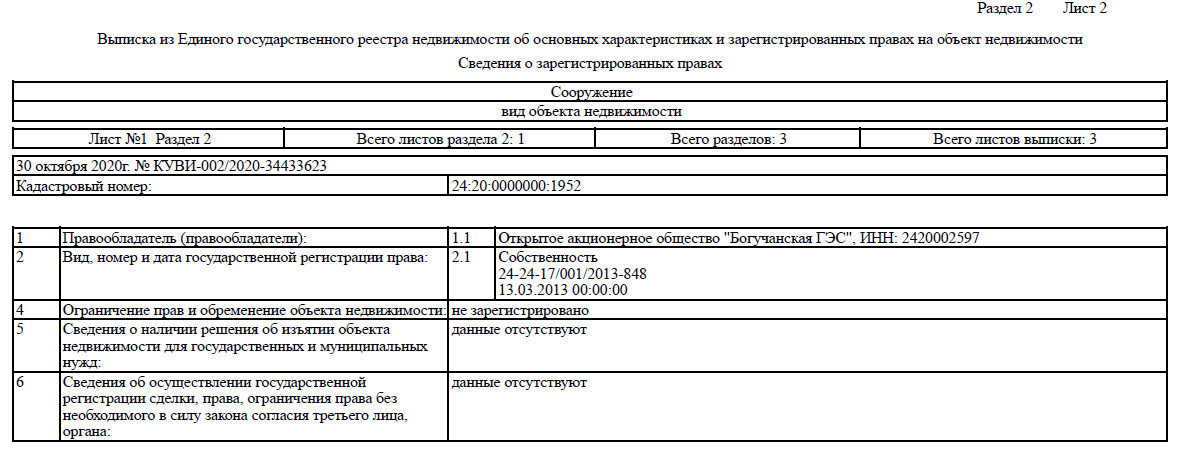 Раздел 2 Лист 2
Выписка из Единого государственного реестра недвижимости об основных характеристиках и зарегистрированных правах на объект недвижимости
Сведения о зарегистрированных правах
Сооружение
вид объекта недвижимости
Лист №1 Раздел 2 Всего листов раздела 2: 1 Всего разделов: 3 Всего листов выписки: 3
30 октября 2020г. № КУВИ-002/2020-34433623
Кадастровый номер: 24:20:0000000:1952
1 Правообладатель (правообладатели): 1.1 Открытое акционерное общество "Богучанская ГЭС", ИНН: 2420002597
2 Вид, номер и дата государственной регистрации права: 2.1 Собственность
24-24-17/001/2013-848
13.03.2013 00:00:00
4 Ограничение прав и обременение объекта недвижимости: не зарегистрировано
5 Сведения о наличии решения об изъятии объекта данные отсутствуют
недвижимости для государственных и муниципальных
нужд:
6 Сведения об осуществлении государственной данные отсутствуют
регистрации сделки, права, ограничения права без
необходимого в силу закона согласия третьего лица,
органа: